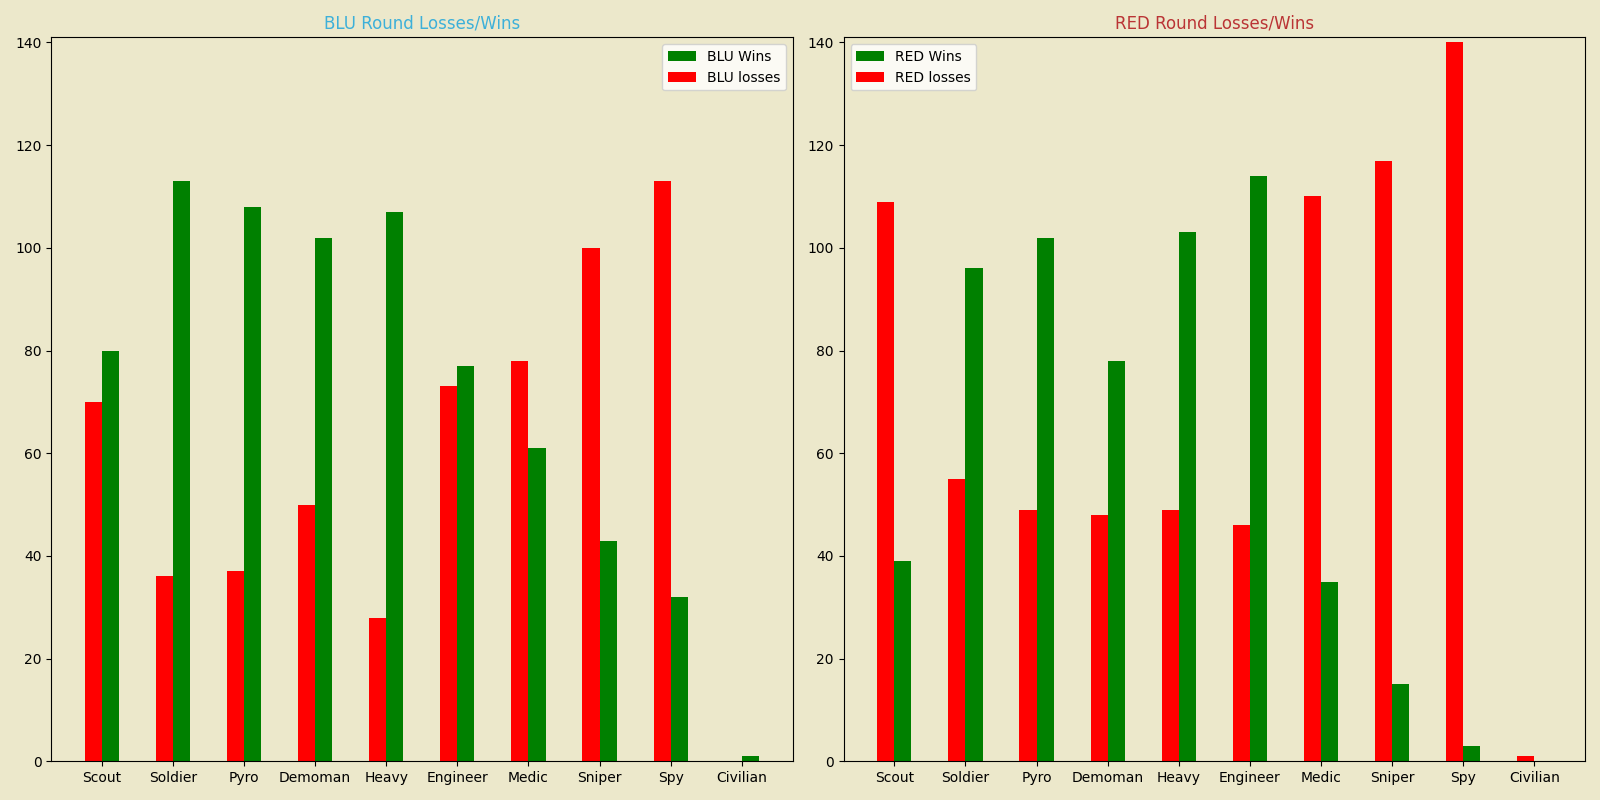 BLU Round Losses/Wins
140
120
100
80
60
40
20
0
BLU Wins
BLU losses
Scout Soldier Pyro Demoman Heavy Engineer Medic Sniper Spy Civilian
RED Round Losses/Wins
140
120
100
80
60
40
20
0
RED Wins
RED losses
Scout Soldier Pyro Demoman Heavy Engineer Medic Sniper Spy Civilian